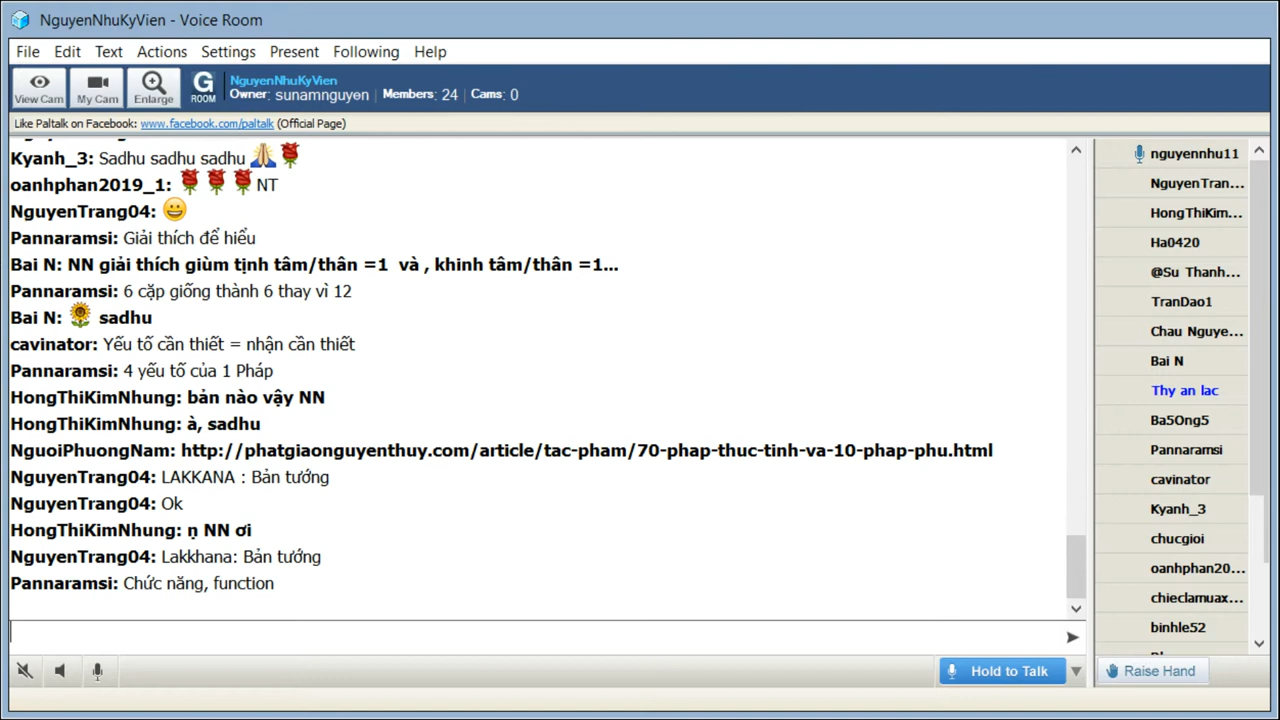 NguyenNhuKyVien - Voice Room
File Edit Text Actions Settings Present Following Help
View Cam
My Cam
Enlarge
G ROOM
NguyenNhuKyVien
Owner: sunamnguyen | Members: 24 | Cams: 0
Like Paltalk on Facebook: www.facebook.com/paltalk (Official Page)
Kyanh_3: Sadhu sadhu sadhu 🙏🌹
oanhphan2019_1: 🌹🌹🌹NT
NguyenTrang04: 😀
Pannaramsi: Giải thích để hiểu
Bai N: NN giải thích giùm tịnh tâm/thân =1 và , khinh tâm/thân =1...
Pannaramsi: 6 cặp giống thành 6 thay vì 12
Bai N: 🌻 sadhu
cavinator: Yếu tố cần thiết = nhận cần thiết
Pannaramsi: 4 yếu tố của 1 Pháp
HongThiKimNhung: bản nào vậy NN
HongThiKimNhung: à, sadhu
NguoiPhuongNam: http://phatgiaonguyenthuy.com/article/tac-pham/70-phap-thuc-tinh-va-10-phap-phu.html
NguyenTrang04: LAKKANA : Bản tướng
NguyenTrang04: Ok
HongThiKimNhung: ṇ NN ơi
NguyenTrang04: Lakkhana: Bản tướng
Pannaramsi: Chức năng, function
nguyennhu11
NguyenTran...
HongThiKim...
Ha0420
@Su Thanh...
TranDao1
Chau Nguye...
Bai N
Thy an lac
Ba5Ong5
Pannaramsi
cavinator
Kyanh_3
chucgioi
oanhphan20...
chieclamuax...
binhle52
Hold to Talk
Raise Hand